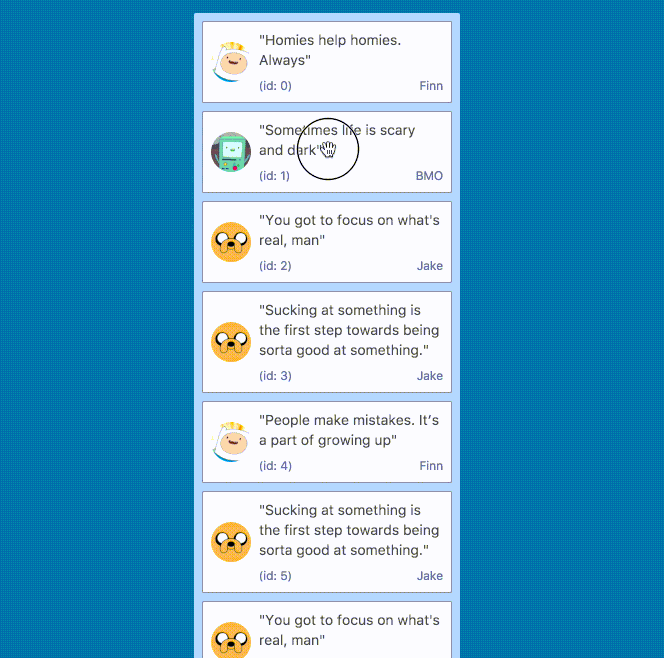 "Homies help homies.
Always"
(id: 0) Finn
"Sometimes life is scary
and dark"
(id: 1) BMO
"You got to focus on what's
real, man"
(id: 2) Jake
"Sucking at something is
the first step towards being
sorta good at something."
(id: 3) Jake
"People make mistakes. It’s
a part of growing up"
(id: 4) Finn
"Sucking at something is
the first step towards being
sorta good at something."
(id: 5) Jake
"You got to focus on what's
real, man"